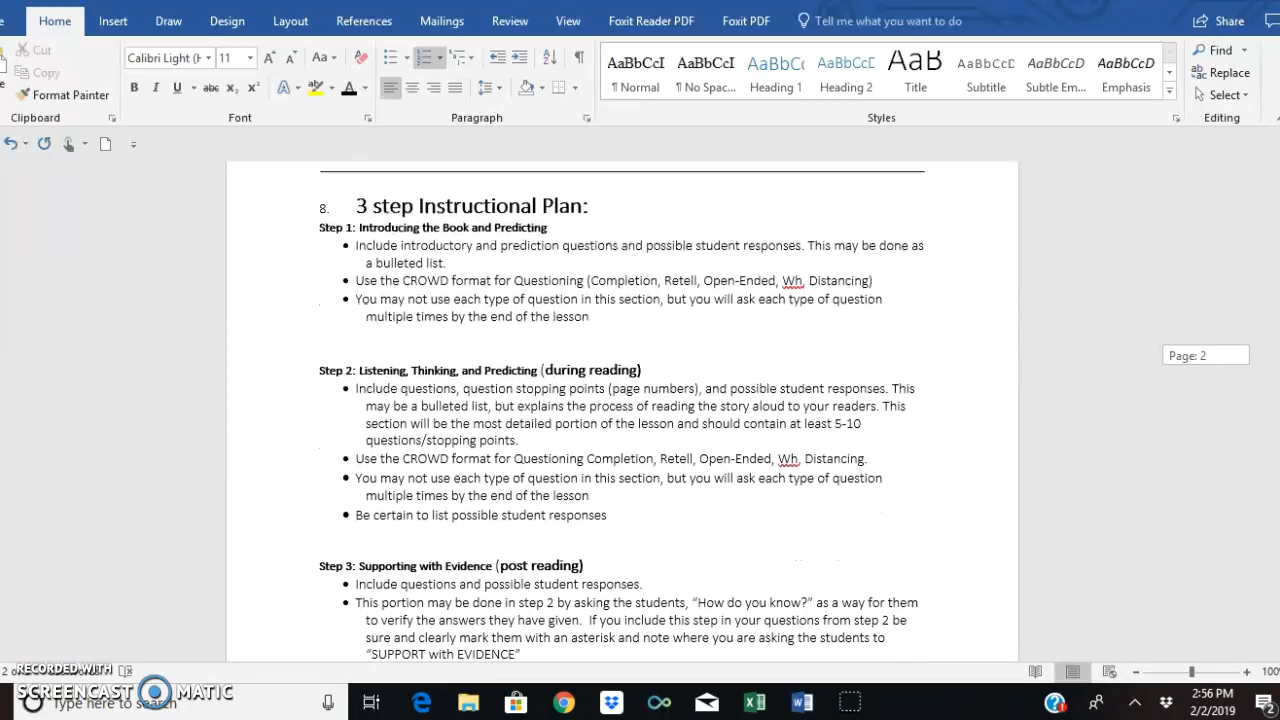 Home Insert Draw Design Layout References Mailings Review View Foxit Reader PDF Foxit PDF Tell me what you want to do Share
Cut
Copy
Format Painter
Clipboard
Calibri Light (H 11 Aa
B I U abc x₂ x² A A
Font
Paragraph
AaBbCcI AaBbCcI AaBbCc AaBbCcE AaB AaBbCcD AaBbCcD AaBbCcD
¶ Normal ¶ No Spac... Heading 1 Heading 2 Title Subtitle Subtle Em... Emphasis
Styles
Find
Replace
Select
Editing
8. 3 step Instructional Plan:
Step 1: Introducing the Book and Predicting
• Include introductory and prediction questions and possible student responses. This may be done as
a bulleted list.
• Use the CROWD format for Questioning (Completion, Retell, Open-Ended, Wh, Distancing)
• You may not use each type of question in this section, but you will ask each type of question
multiple times by the end of the lesson
Page: 2
Step 2: Listening, Thinking, and Predicting (during reading)
• Include questions, question stopping points (page numbers), and possible student responses. This
may be a bulleted list, but explains the process of reading the story aloud to your readers. This
section will be the most detailed portion of the lesson and should contain at least 5-10
questions/stopping points.
• Use the CROWD format for Questioning Completion, Retell, Open-Ended, Wh, Distancing.
• You may not use each type of question in this section, but you will ask each type of question
multiple times by the end of the lesson
• Be certain to list possible student responses
Step 3: Supporting with Evidence (post reading)
• Include questions and possible student responses.
• This portion may be done in step 2 by asking the students, “How do you know?” as a way for them
to verify the answers they have given.  If you include this step in your questions from step 2 be
sure and clearly mark them with an asterisk and note where you are asking the students to
“SUPPORT with EVIDENCE”
RECORDED WITH
SCREENCAST MATIC
Type here to search
100%
2:56 PM
2/2/2019
2